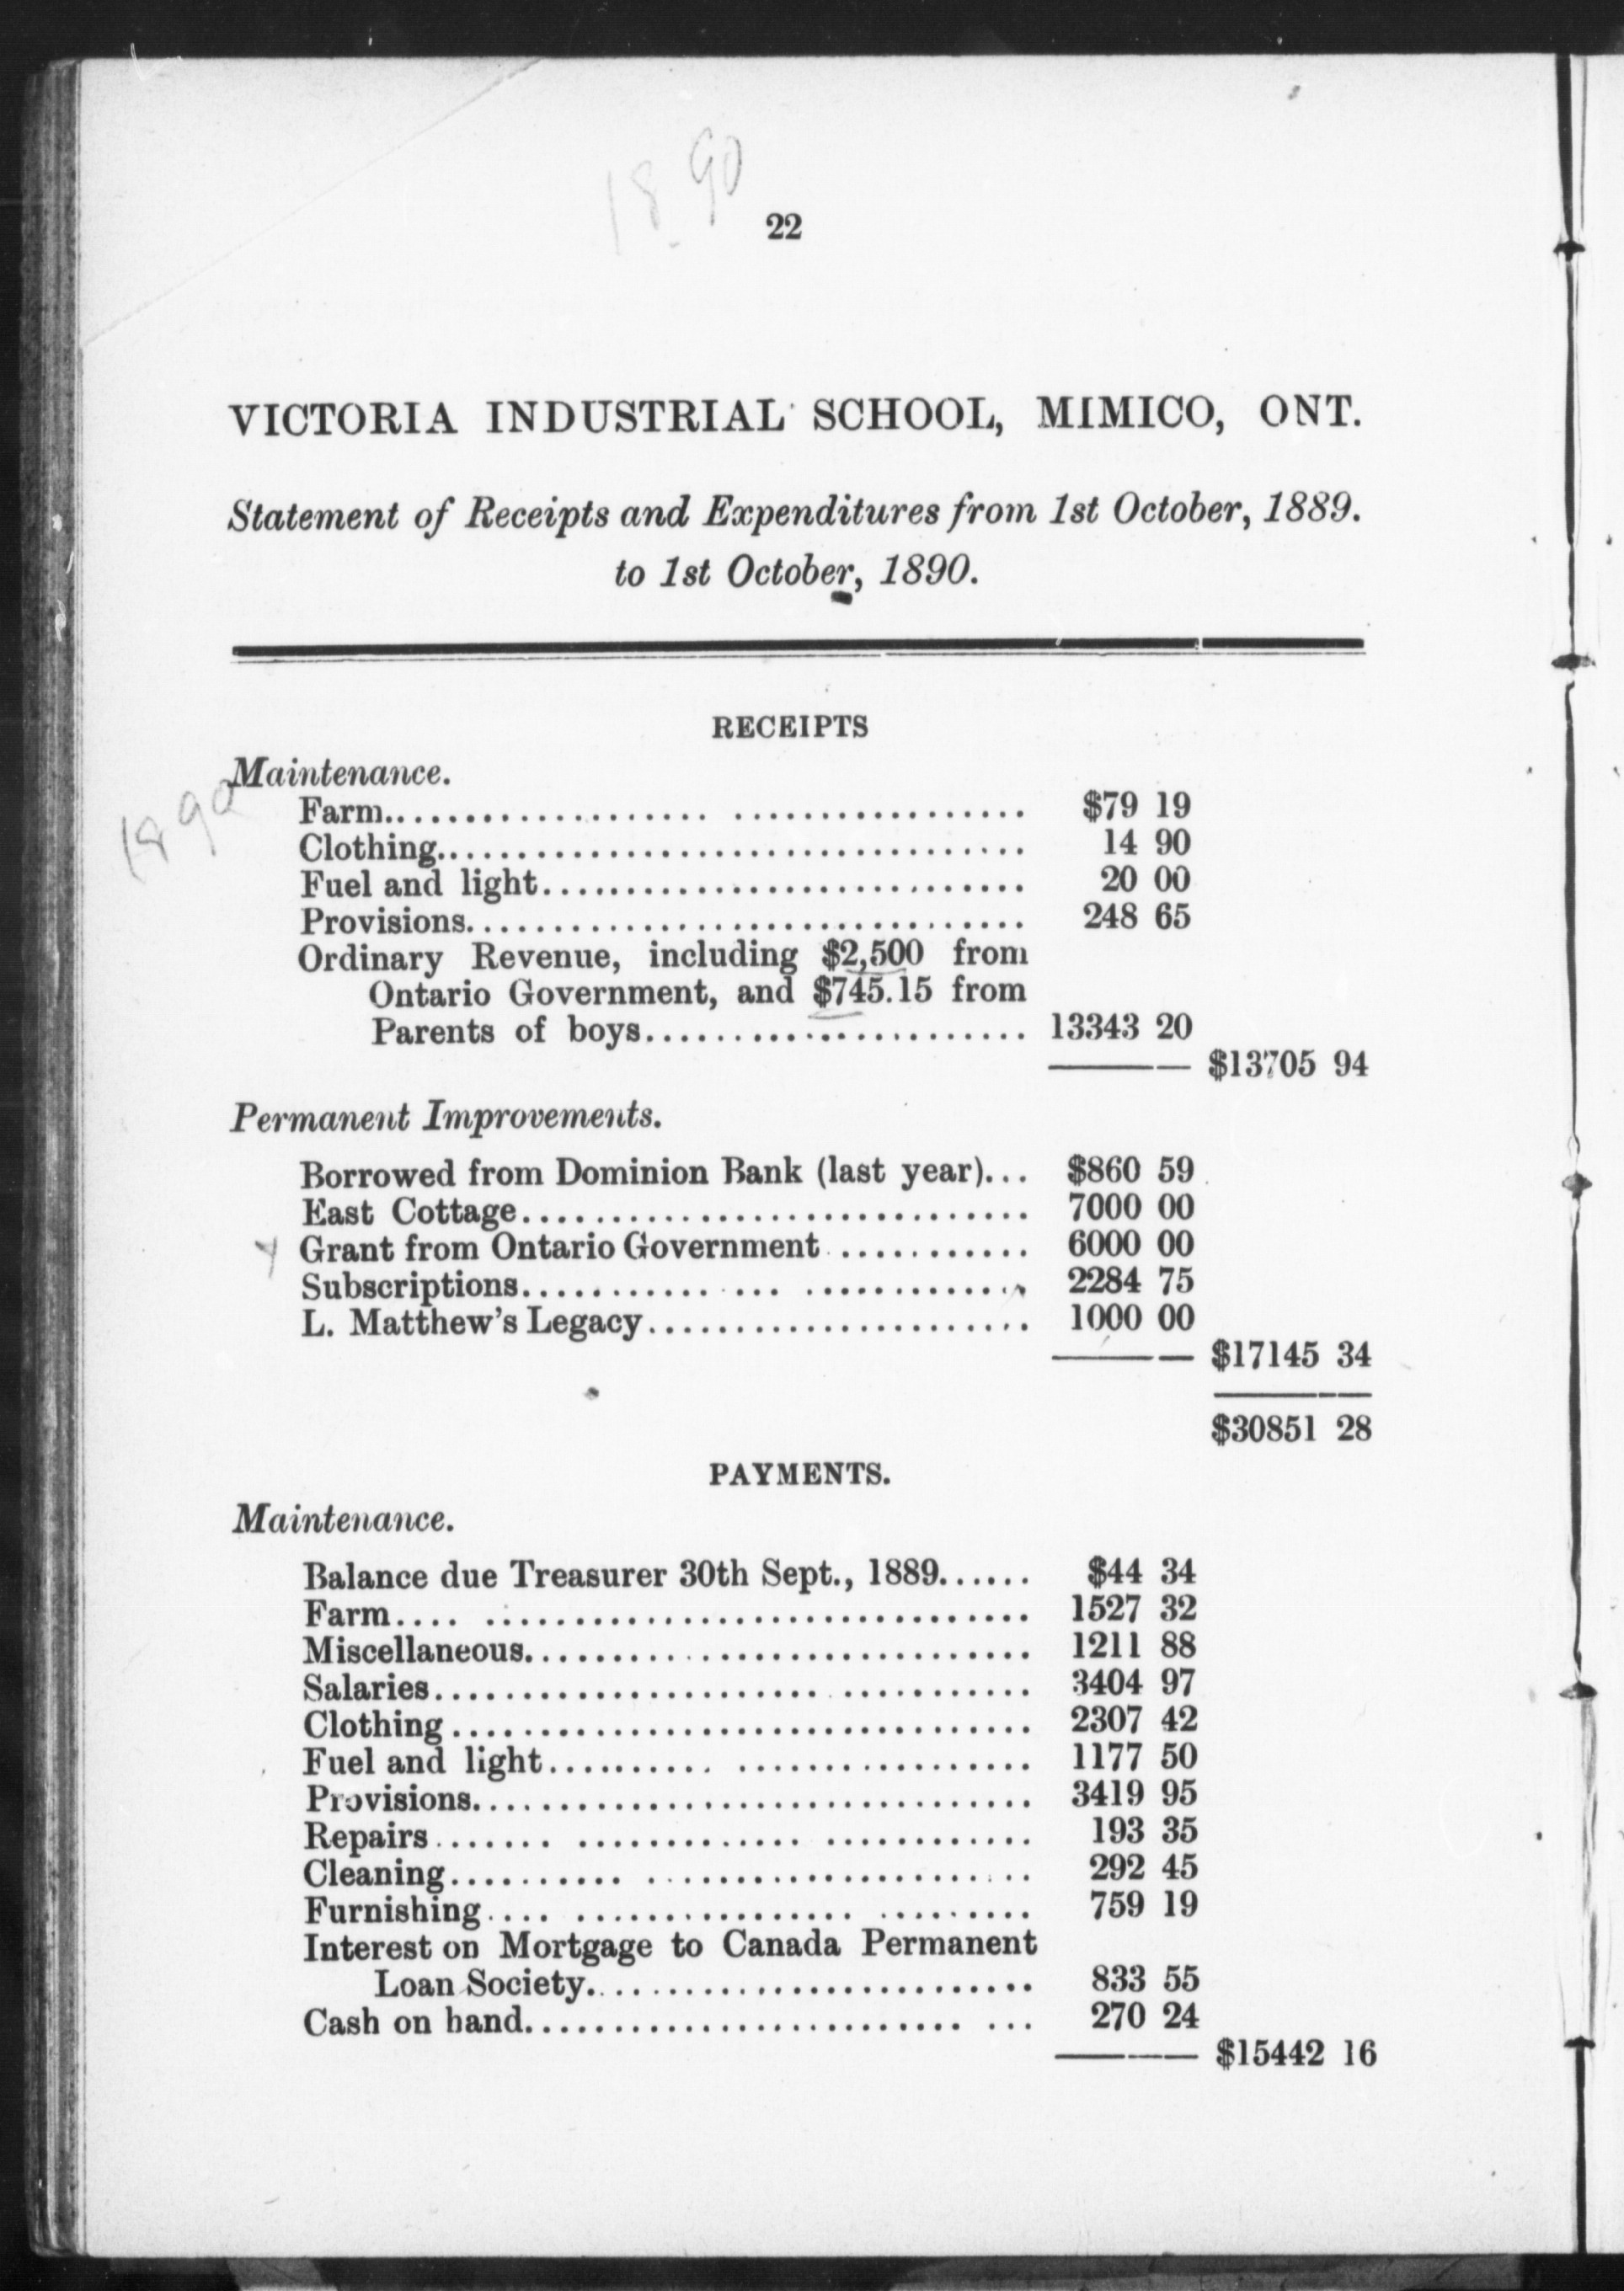 1890
22
VICTORIA INDUSTRIAL SCHOOL, MIMICO, ONT.
Statement of Receipts and Expenditures from 1st October, 1889.
to 1st October, 1890.
RECEIPTS
Maintenance.
1890
Farm.................................... $79 19
Clothing.................................... 14 90
Fuel and light............................ 20 00
Provisions................................ 248 65
Ordinary Revenue, including $2,500 from
Ontario Government, and $745.15 from
Parents of boys...................... 13343 20
$13705 94
Permanent Improvements.
Borrowed from Dominion Bank (last year)... $860 59
East Cottage.............................. 7000 00
Grant from Ontario Government ........... 6000 00
Subscriptions............ ... ............. 2284 75
L. Matthew's Legacy...................... 1000 00
$17145 34
$30851 28
PAYMENTS.
Maintenance.
Balance due Treasurer 30th Sept., 1889...... $44 34
Farm.... ............................... 1527 32
Miscellaneous............................. 1211 88
Salaries...................... ........... 3404 97
Clothing................................. 2307 42
Fuel and light.......... ................. 1177 50
Provisions................................ 3419 95
Repairs....... ............. ............ 193 35
Cleaning.......... ...................... 292 45
Furnishing.... ................ ......... 759 19
Interest on Mortgage to Canada Permanent
Loan Society.......................... 833 55
Cash on hand......................... ... 270 24
$15442 16